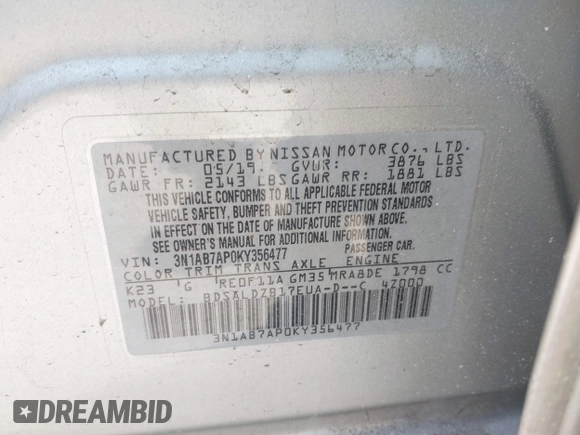 MANUFACTURED BY NISSAN MOTOR CO., LTD.
DATE: 05/19. GVWR: 3876 LBS
GAWR FR: 2143 LBS GAWR RR: 1881 LBS
THIS VEHICLE CONFORMS TO ALL APPLICABLE FEDERAL MOTOR
VEHICLE SAFETY, BUMPER AND THEFT PREVENTION STANDARDS
IN EFFECT ON THE DATE OF MANUFACTURE SHOWN ABOVE.
SEE OWNER'S MANUAL FOR ADDITIONAL INFORMATION.
VIN: 3N1AB7AP0KY356477 PASSENGER CAR.
COLOR TRIM TRANS AXLE ENGINE
K23 G RE0F11A GM35 MRA8DE 1798 CC
MODEL: BDSALDZB17EUA-D--C 4Z000
3N1AB7AP0KY356477
DREAMBID